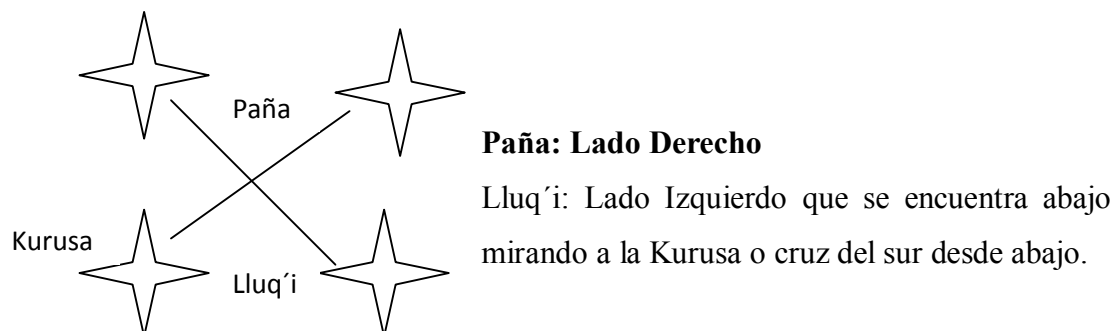 Paña
Paña: Lado Derecho
Lluq´i: Lado Izquierdo que se encuentra abajo
mirando a la Kurusa o cruz del sur desde abajo.
Kurusa
Lluq´i